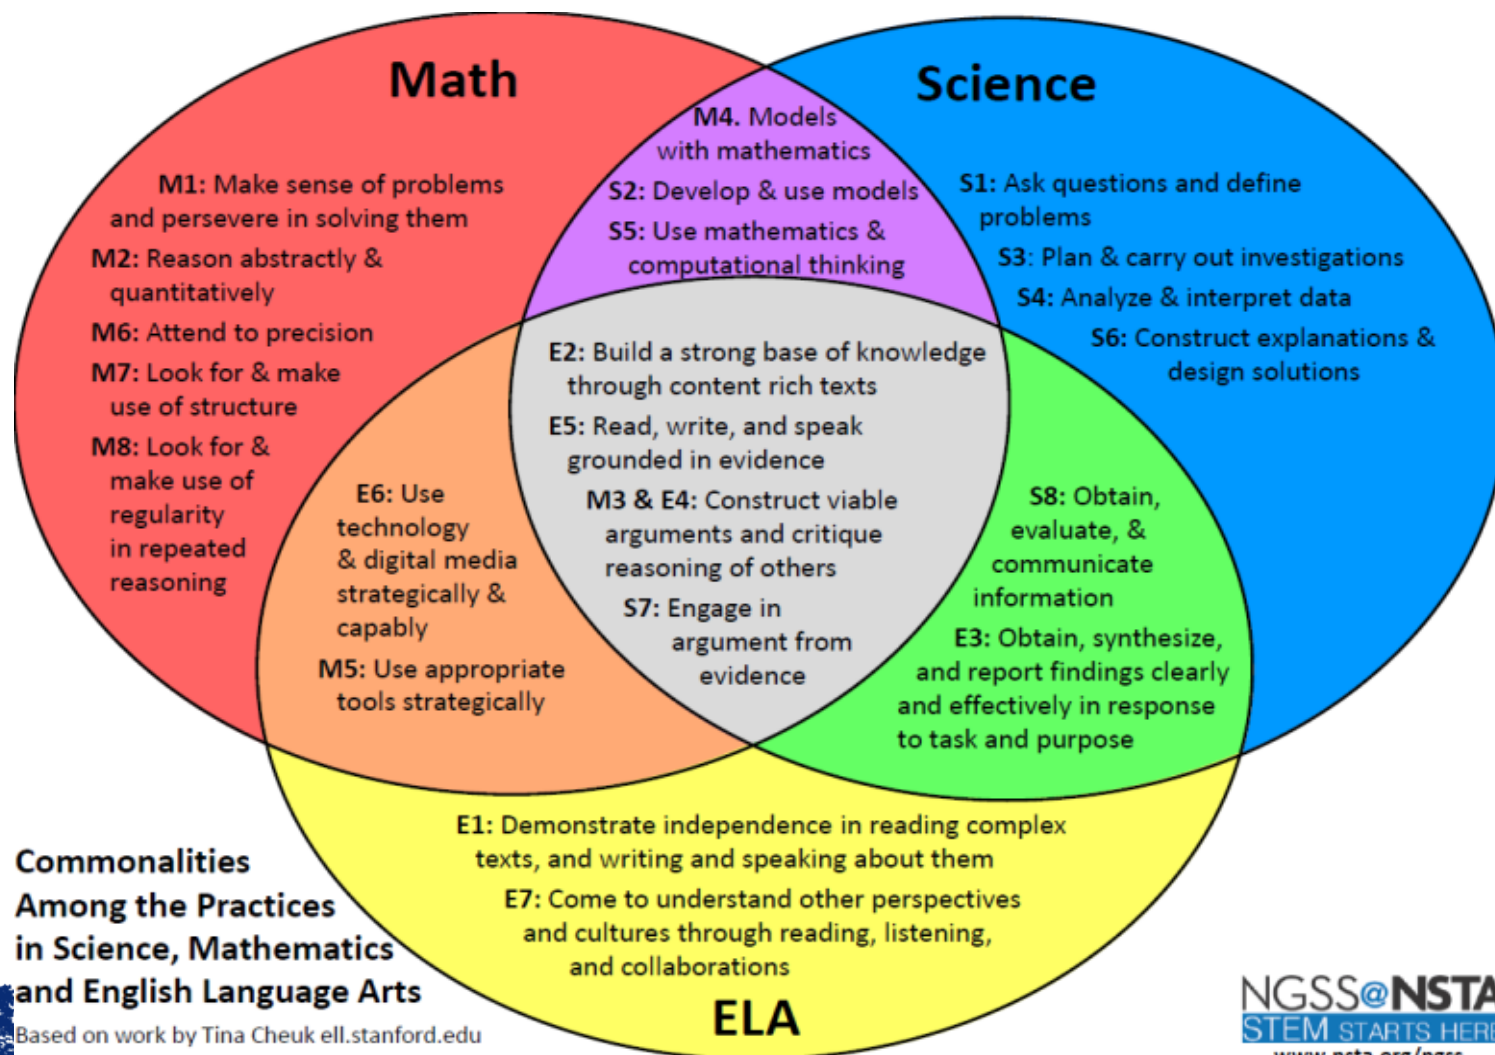 Math
Science
M4. Models
with mathematics
S2: Develop & use models
S5: Use mathematics &
computational thinking
M1: Make sense of problems
and persevere in solving them
M2: Reason abstractly &
quantitatively
M6: Attend to precision
M7: Look for & make
use of structure
M8: Look for &
make use of
regularity
in repeated
reasoning
S1: Ask questions and define
problems
S3: Plan & carry out investigations
S4: Analyze & interpret data
S6: Construct explanations &
design solutions
E2: Build a strong base of knowledge
through content rich texts
E5: Read, write, and speak
grounded in evidence
M3 & E4: Construct viable
arguments and critique
reasoning of others
S7: Engage in
argument from
evidence
E6: Use
technology
& digital media
strategically &
capably
M5: Use appropriate
tools strategically
S8: Obtain,
evaluate, &
communicate
information
E3: Obtain, synthesize,
and report findings clearly
and effectively in response
to task and purpose
E1: Demonstrate independence in reading complex
texts, and writing and speaking about them
E7: Come to understand other perspectives
and cultures through reading, listening,
and collaborations
ELA
Commonalities
Among the Practices
in Science, Mathematics
and English Language Arts
Based on work by Tina Cheuk ell.stanford.edu
NGSS@NSTA
STEM STARTS HERE
www.nsta.org/ngss